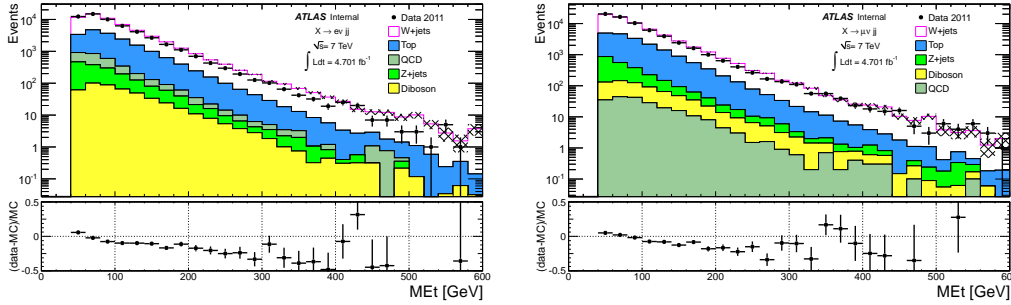 Events
10⁴
10³
10²
10
1
10⁻¹
ATLAS Internal
X → eν jj
√s= 7 TeV
∫ Ldt = 4.701 fb⁻¹
Data 2011
W+jets
Top
QCD
Z+jets
Diboson
(data-MC)/MC
0.5
0
-0.5
0 100 200 300 400 500 600
MEt [GeV]
Events
10⁴
10³
10²
10
1
10⁻¹
ATLAS Internal
X → μν jj
√s= 7 TeV
∫ Ldt = 4.701 fb⁻¹
Data 2011
W+jets
Top
Z+jets
Diboson
QCD
(data-MC)/MC
0.5
0
-0.5
0 100 200 300 400 500 600
MEt [GeV]